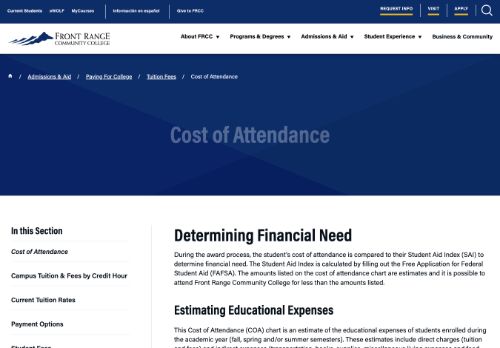 Current Students eWOLF MyCourses Información en español Give to FRCC REQUEST INFO VISIT APPLY
FRONT RANGE
COMMUNITY COLLEGE
About FRCC ▼ Programs & Degrees ▼ Admissions & Aid ▼ Student Experience ▼ Business & Community
/ Admissions & Aid / Paying For College / Tuition Fees / Cost of Attendance
Cost of Attendance
In this Section
Cost of Attendance
Campus Tuition & Fees by Credit Hour
Current Tuition Rates
Payment Options
Student Fees
Determining Financial Need
During the award process, the student's cost of attendance is compared to their Student Aid Index (SAI) to
determine financial need. The Student Aid Index is calculated by filling out the Free Application for Federal
Student Aid (FAFSA). The amounts listed on the cost of attendance chart are estimates and it is possible to
attend Front Range Community College for less than the amounts listed.
Estimating Educational Expenses
This Cost of Attendance (COA) chart is an estimate of the educational expenses of students enrolled during
the academic year (fall, spring and/or summer semesters). These estimates include direct charges (tuition